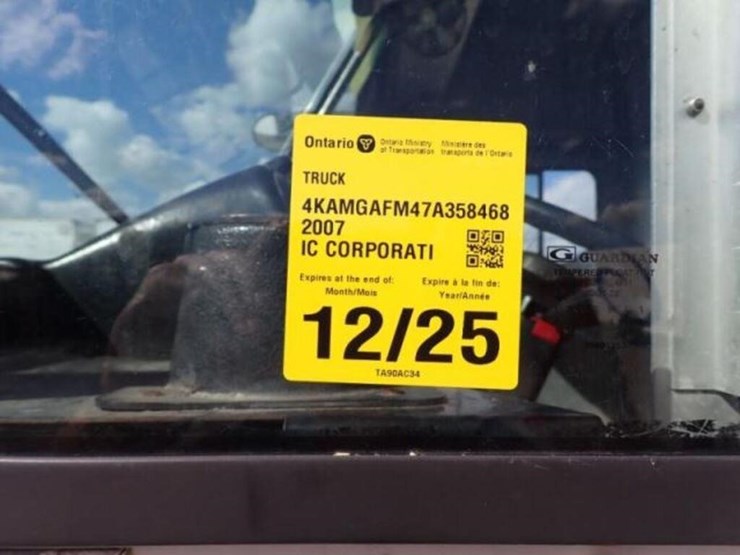 Ontario Ontario Ministry of Transportation Ministère des transports de l'Ontario
TRUCK
4KAMGAFM47A358468
2007
IC CORPORATI
Expires at the end of: Expire à la fin de:
Month/Mois Year/Année
12/25
TA90AC34
G GUARDIAN
TEMPERED